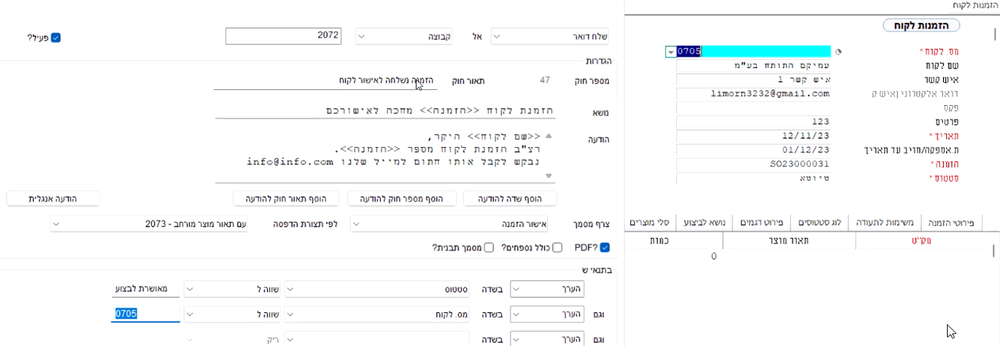 הזמנות לקוח
הזמנות לקוח
מס. לקוח * 0705
שם לקוח עמיקם התותח בע"מ
איש קשר איש קשר 1
דואר אלקטרוני (איש ק limorn3232@gmail.com
פקס
פרטים 123
תאריך * 12/11/23
ת.אספקה/חויב עד תאריך 01/12/23
הזמנה * SO23000031
סטטוס * טיוטא
פירוטי הזמנה משימות לתעודה לוג סטטוסים פירוט דגמים נושא לביצוע סלי מוצרים
מק"ט תאור מוצר כמות
0
שלח דואר אל קבוצה 2072 פעיל?
הגדרות
מספר חוק 47 תאור חוק הזמנה נשלחה לאישור לקוח
נושא הזמנת לקוח <<הזמנה>> מחכה לאישורכם
הודעה <<שם לקוח>> היקר,
רצ"ב הזמנת לקוח מספר <<הזמנה>>.
נבקש לקבל אותו חתום למייל שלנו info@info.com
הוסף שדה להודעה הוסף מספר חוק להודעה הוסף תאור חוק להודעה הודעה אנגלית
צרף מסמך אישור הזמנה לפי תצורת הדפסה עם תאור מוצר מורחב - 2073
PDF? כולל נספחים? מסמך תבנית?
בתנאי ש
הערך בשדה סטטוס שווה ל מאושרת לבצוע
וגם הערך בשדה מס. לקוח שווה ל 0705
וגם הערך בשדה ריק